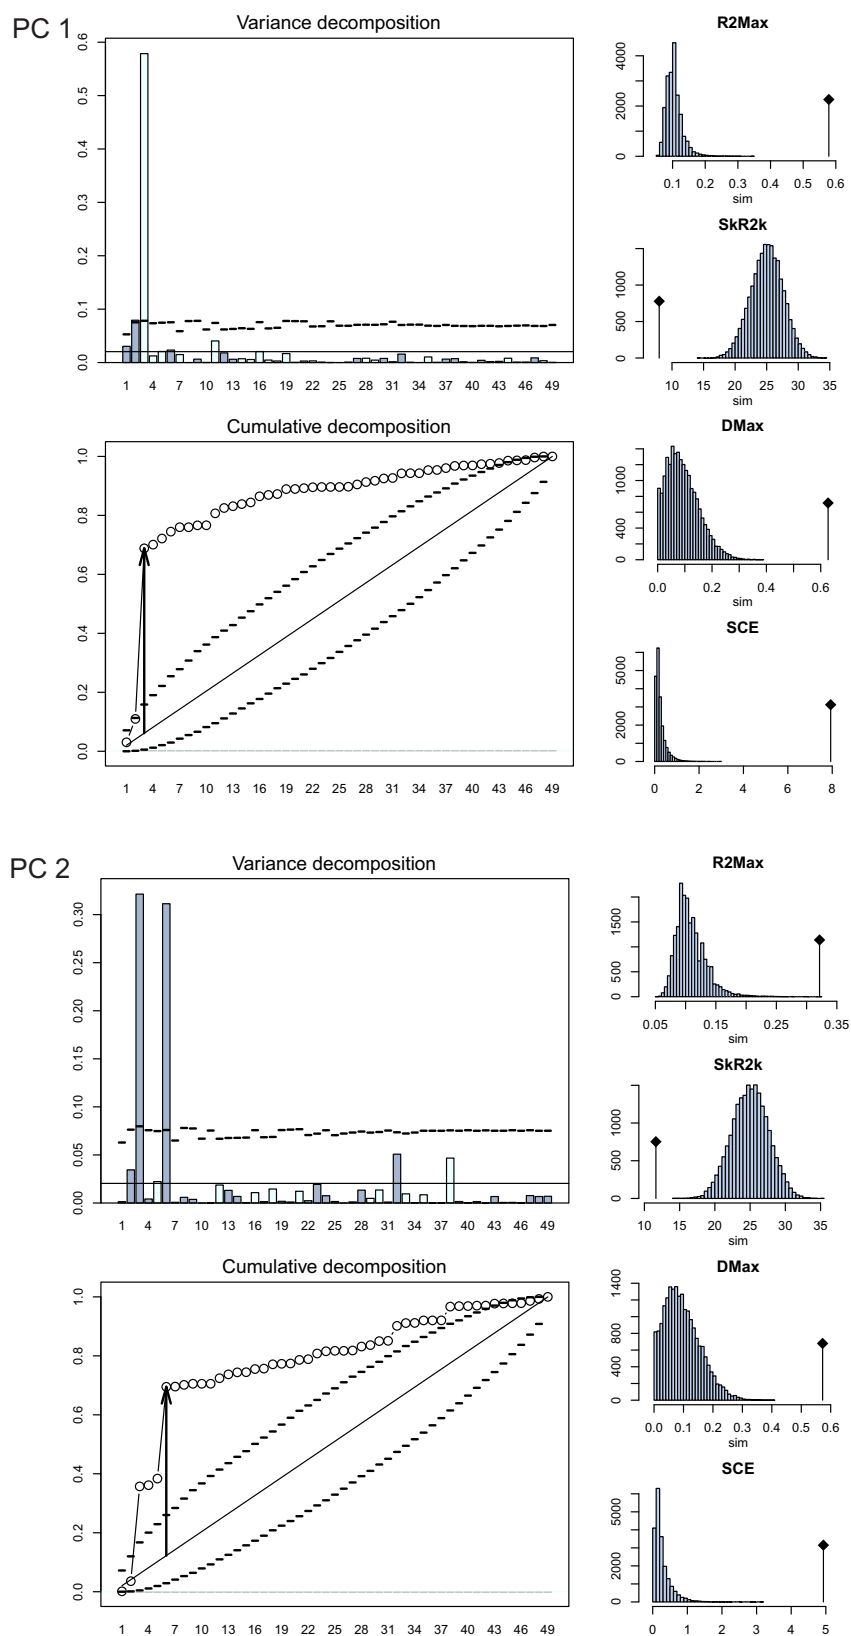 PC 1
Variance decomposition
0.0 0.1 0.2 0.3 0.4 0.5 0.6
1 4 7 10 13 16 19 22 25 28 31 34 37 40 43 46 49
R2Max
0 2000 4000
0.1 0.2 0.3 0.4 0.5 0.6
sim
SkR2k
0 500 1000
10 15 20 25 30 35
sim
Cumulative decomposition
0.0 0.2 0.4 0.6 0.8 1.0
1 4 7 10 13 16 19 22 25 28 31 34 37 40 43 46 49
DMax
0 400 1000
0.0 0.2 0.4 0.6
sim
SCE
0 2000 5000
0 2 4 6 8
PC 2
Variance decomposition
0.00 0.05 0.10 0.15 0.20 0.25 0.30
1 4 7 10 13 16 19 22 25 28 31 34 37 40 43 46 49
R2Max
0 500 1500
0.05 0.15 0.25 0.35
sim
SkR2k
0 500 1000
10 15 20 25 30 35
sim
Cumulative decomposition
0.0 0.2 0.4 0.6 0.8 1.0
1 4 7 10 13 16 19 22 25 28 31 34 37 40 43 46 49
DMax
0 400 800 1400
0.0 0.1 0.2 0.3 0.4 0.6
sim
SCE
0 2000 5000
0 1 2 3 4 5